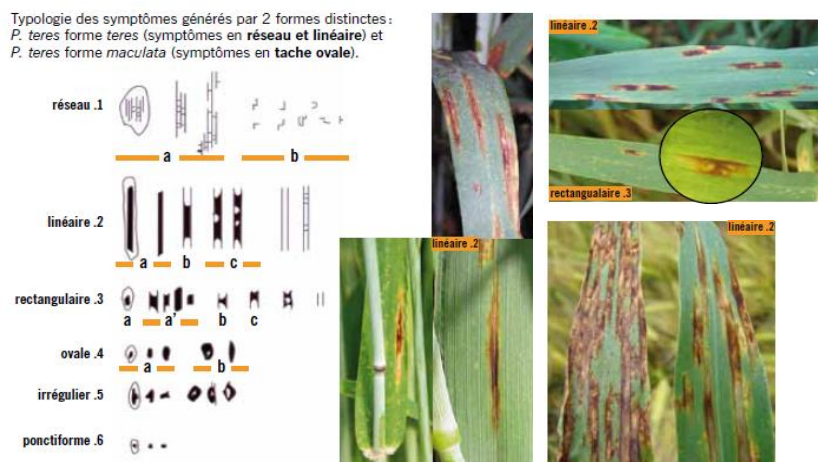 Typologie des symptômes générés par 2 formes distinctes :
P. teres forme teres (symptômes en réseau et linéaire) et
P. teres forme maculata (symptômes en tache ovale).
réseau .1
a b
linéaire .2
a b c
rectangulaire .3
a a' b c
ovale .4
a b
irrégulier .5
ponctiforme .6
linéaire .2
linéaire .2
rectangualaire .3
linéaire .2